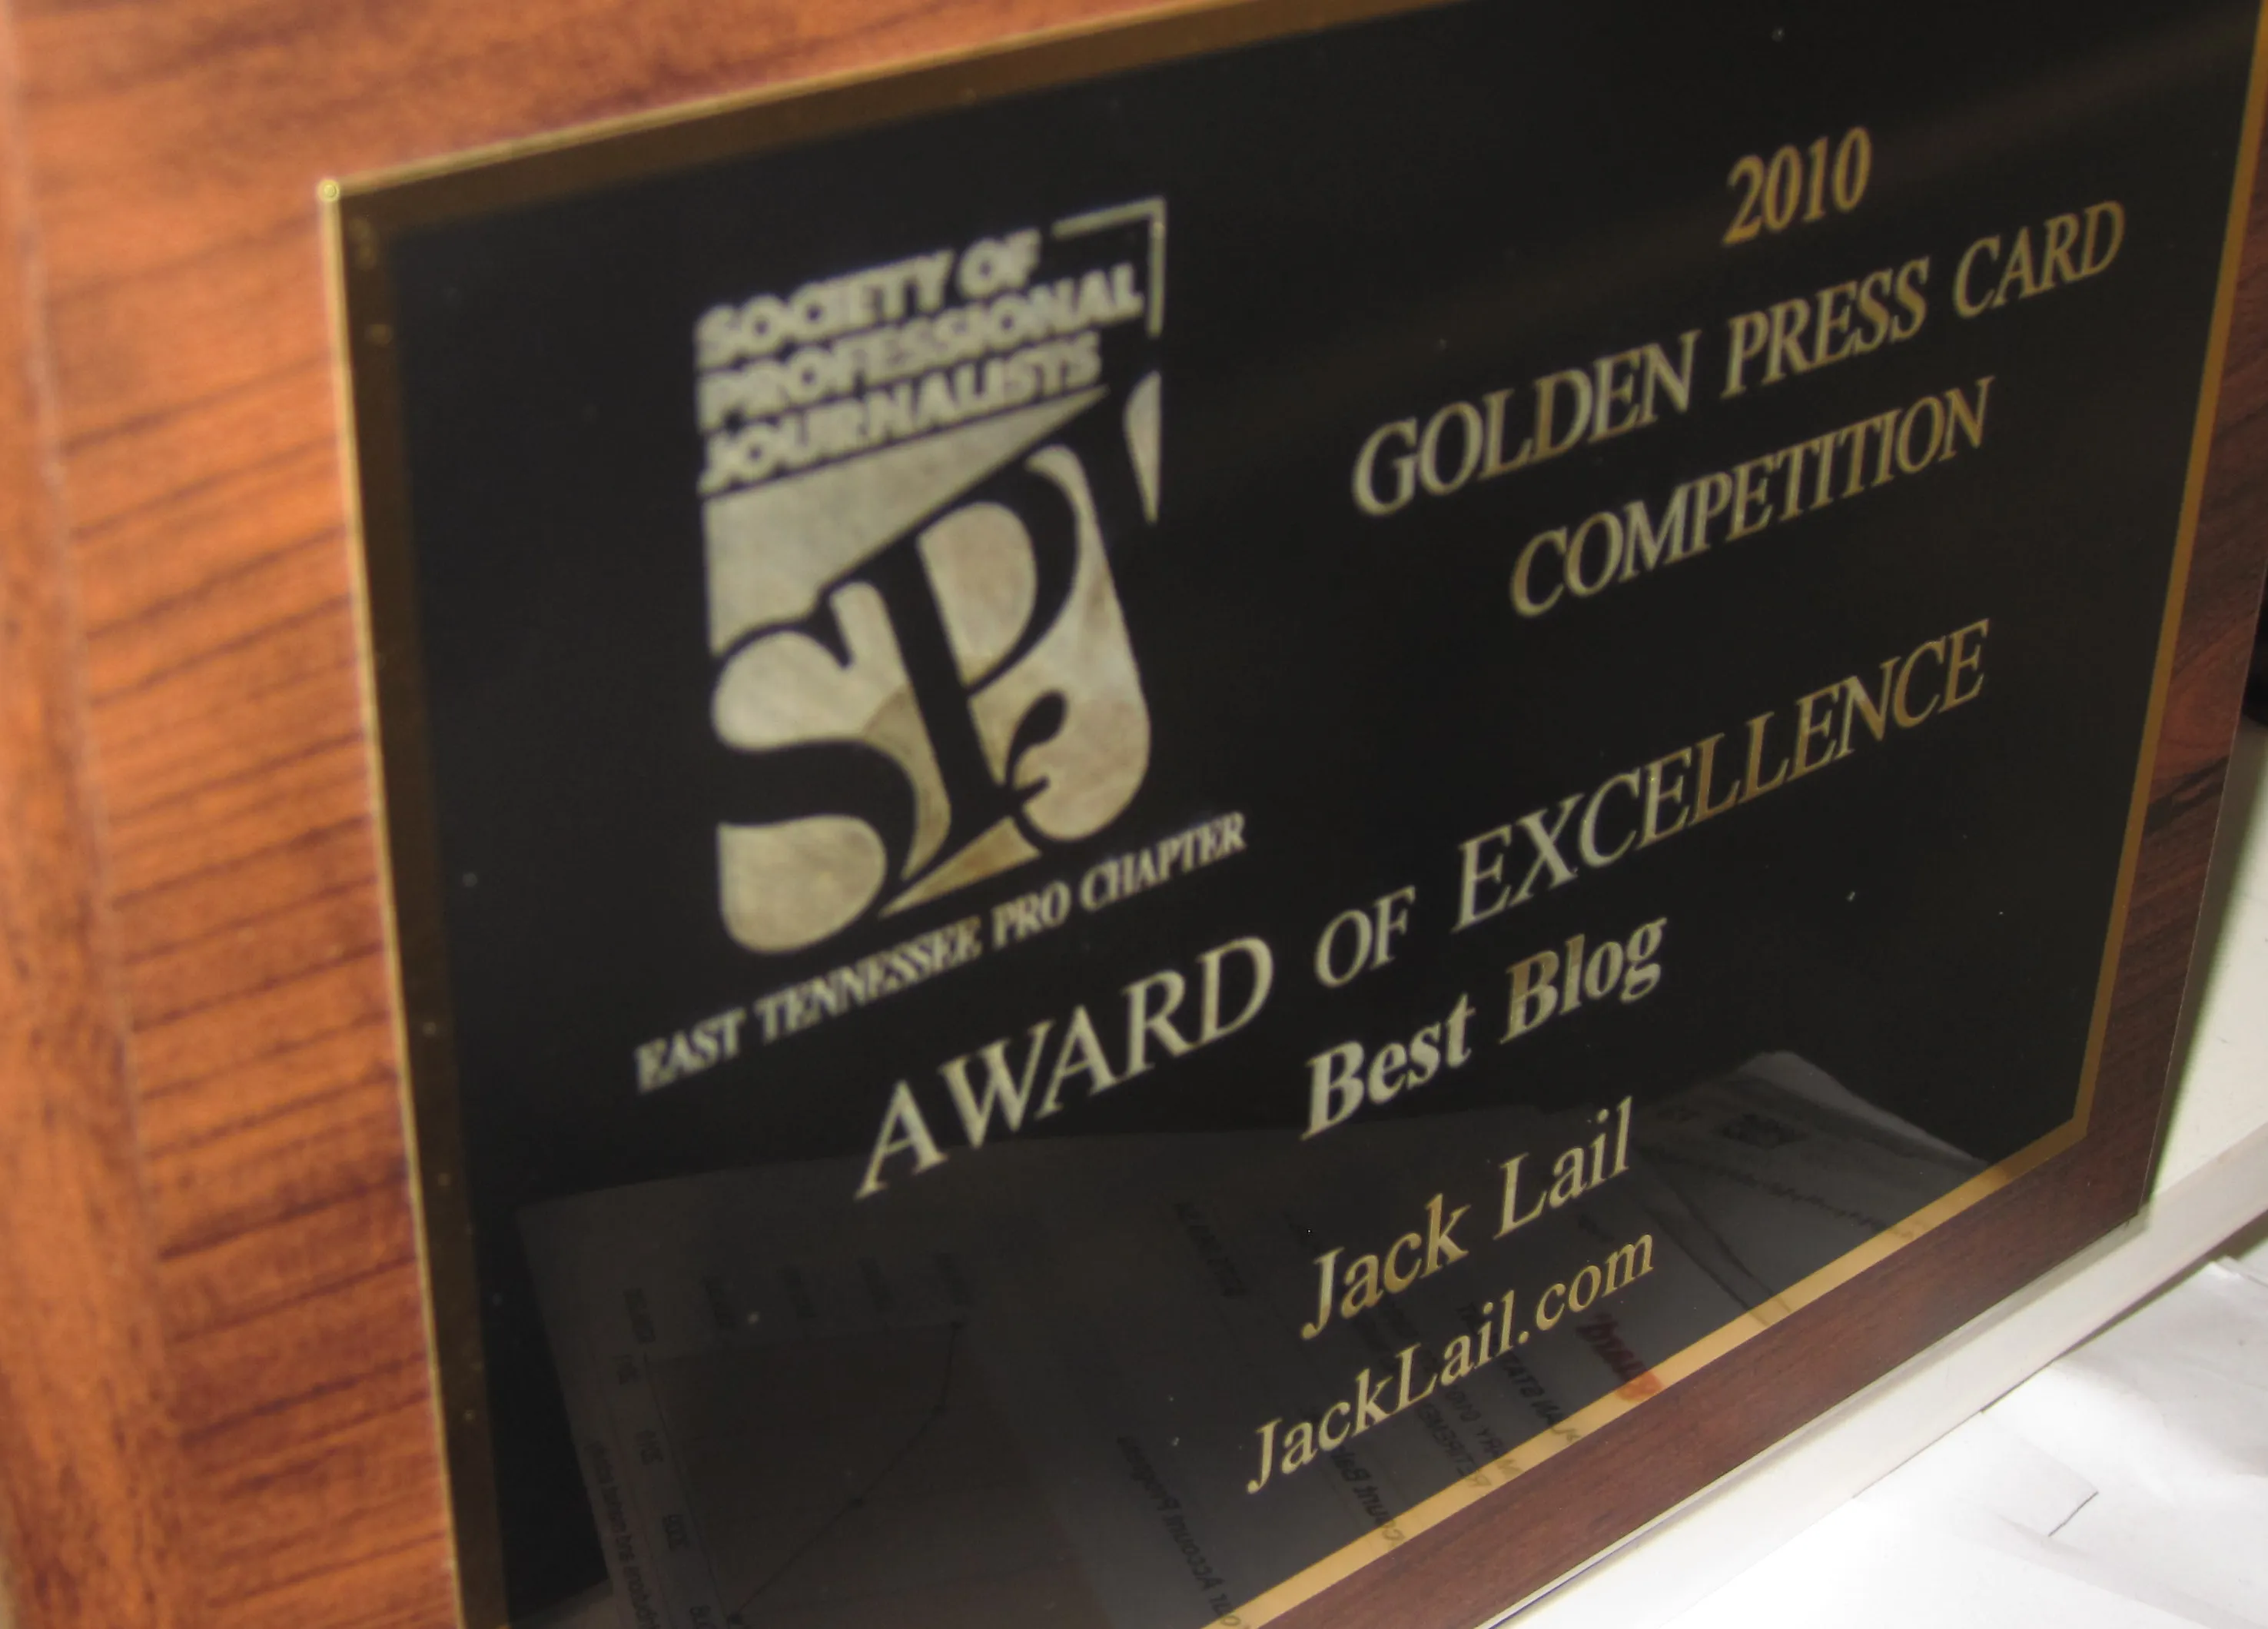 SOCIETY OF
PROFESSIONAL
JOURNALISTS
SPJ
EAST TENNESSEE PRO CHAPTER
2010
GOLDEN PRESS CARD
COMPETITION
AWARD OF EXCELLENCE
Best Blog
Jack Lail
JackLail.com